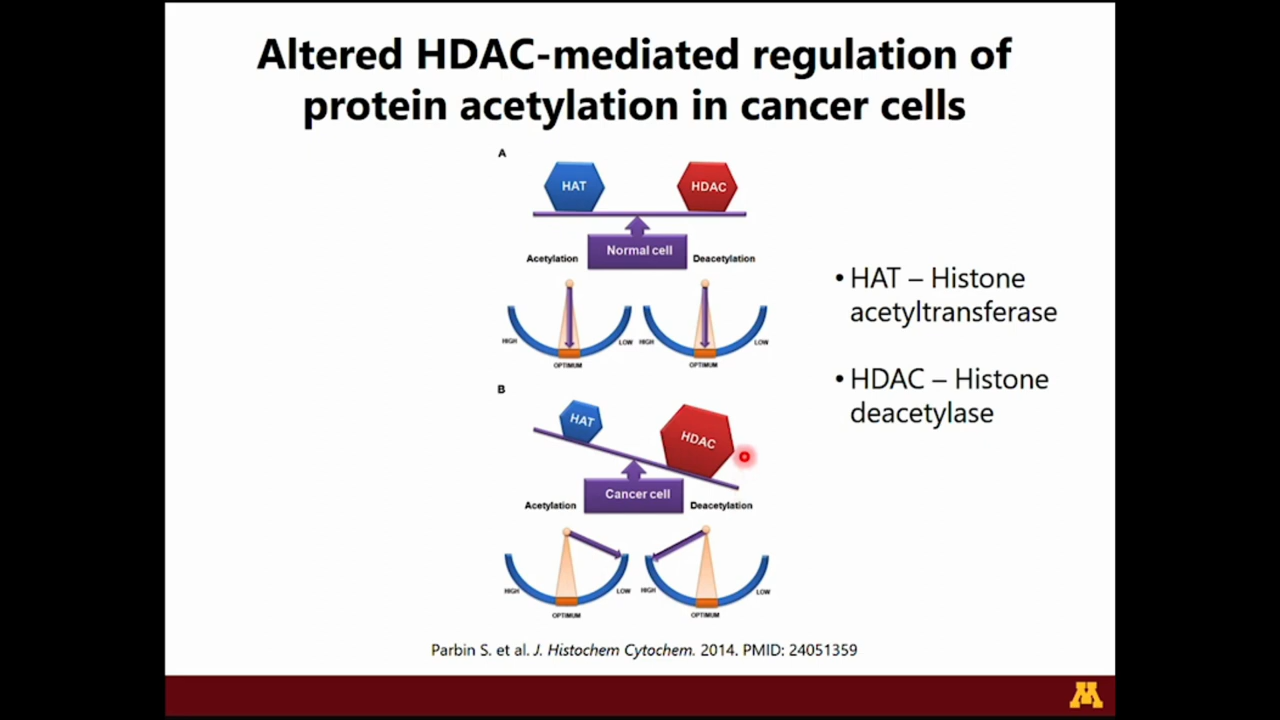 Altered HDAC-mediated regulation of
protein acetylation in cancer cells
A
HAT
HDAC
Normal cell
Acetylation
Deacetylation
HIGH
LOW
HIGH
LOW
OPTIMUM
OPTIMUM
B
HAT
HDAC
Cancer cell
Acetylation
Deacetylation
HIGH
LOW
HIGH
LOW
OPTIMUM
OPTIMUM
• HAT – Histone
acetyltransferase
• HDAC – Histone
deacetylase
Parbin S. et al. J. Histochem Cytochem. 2014. PMID: 24051359
M